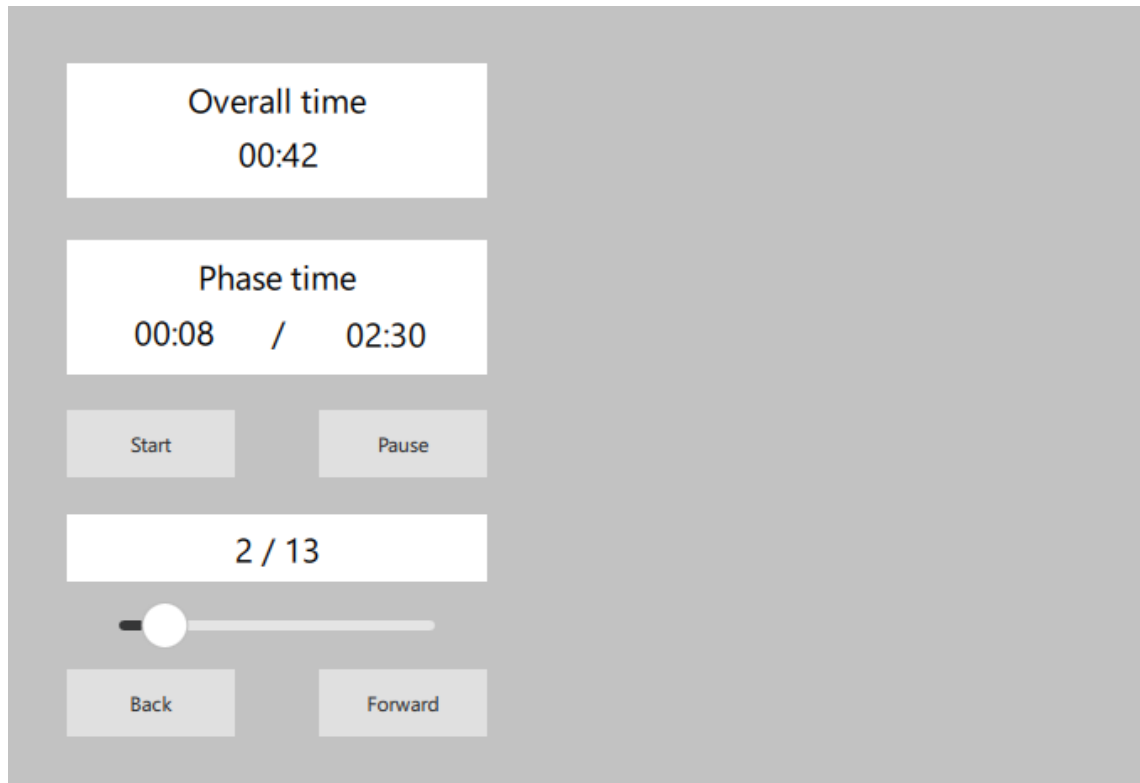 Overall time
00:42
Phase time
00:08 / 02:30
Start Pause
2 / 13
Back Forward